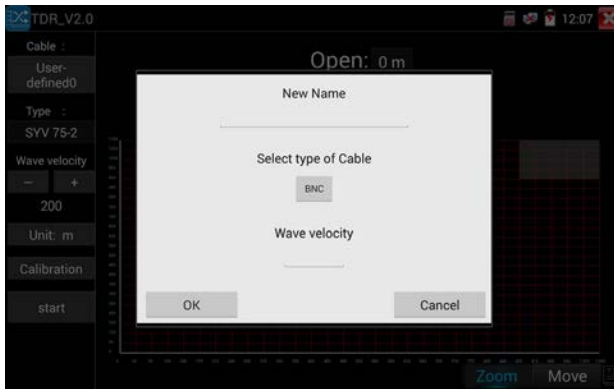 TDR_V2.0
12:07
Cable :
User-
defined0
Type :
SYV 75-2
Wave velocity
− +
200
Unit: m
Calibration
start
Open: 0 m
New Name
Select type of Cable
BNC
Wave velocity
OK Cancel
Zoom Move